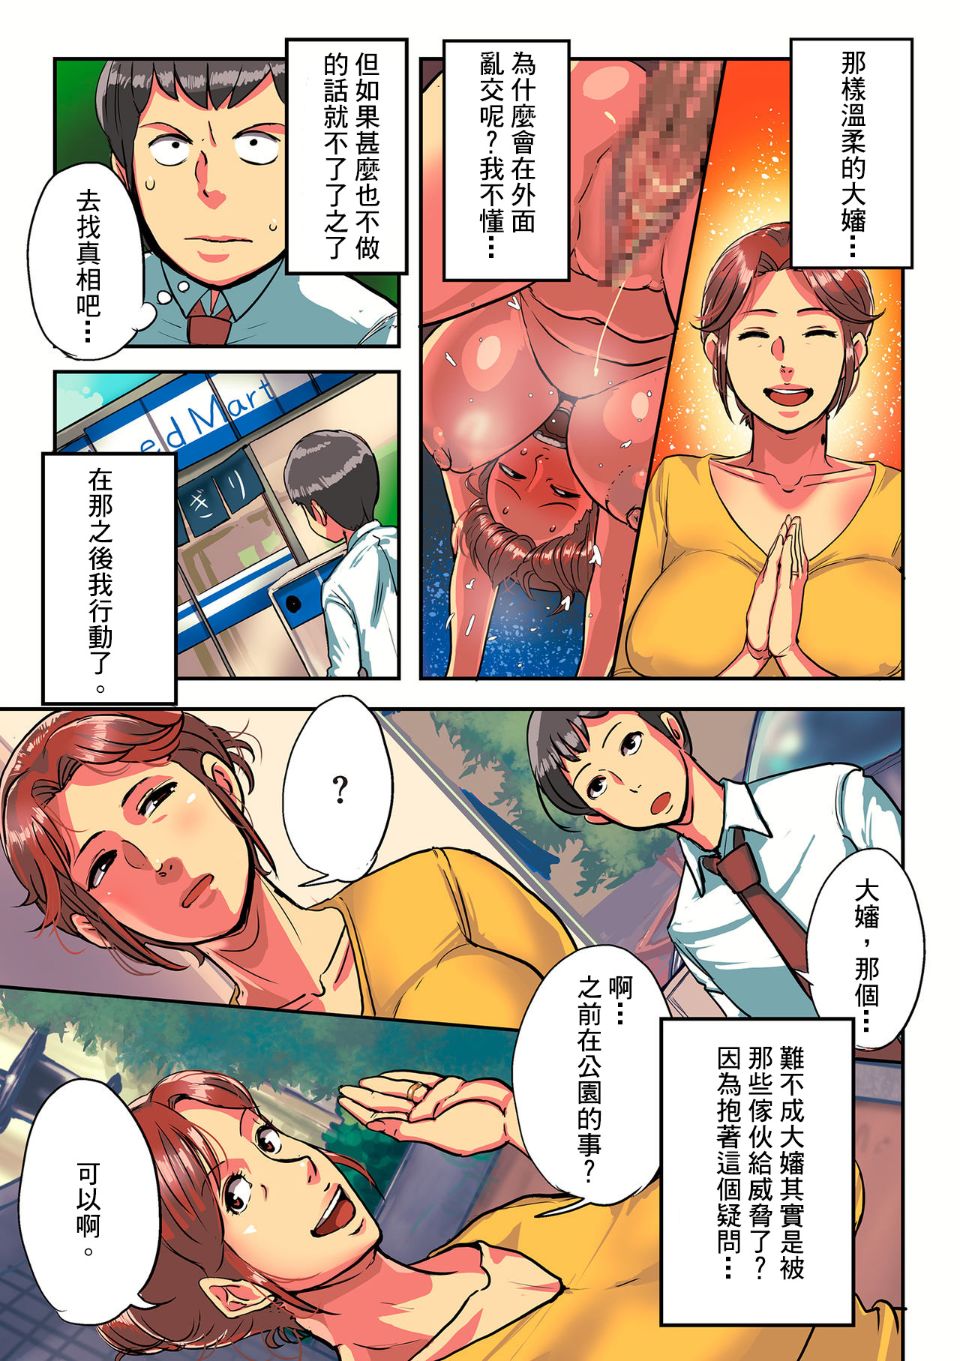 那樣溫柔的大嬸⋯
為什麼會在外面
亂交呢？我不懂⋯
但如果甚麼也不做
的話就不了了之了
去找真相吧⋯
ed Mart
ぎり
在那之後我行動了。
大嬸，那個⋯
？
難不成大嬸其實是被
那些傢伙給威脅了？
因為抱著這個疑問⋯
啊⋯
之前在公園的事？
可以啊。